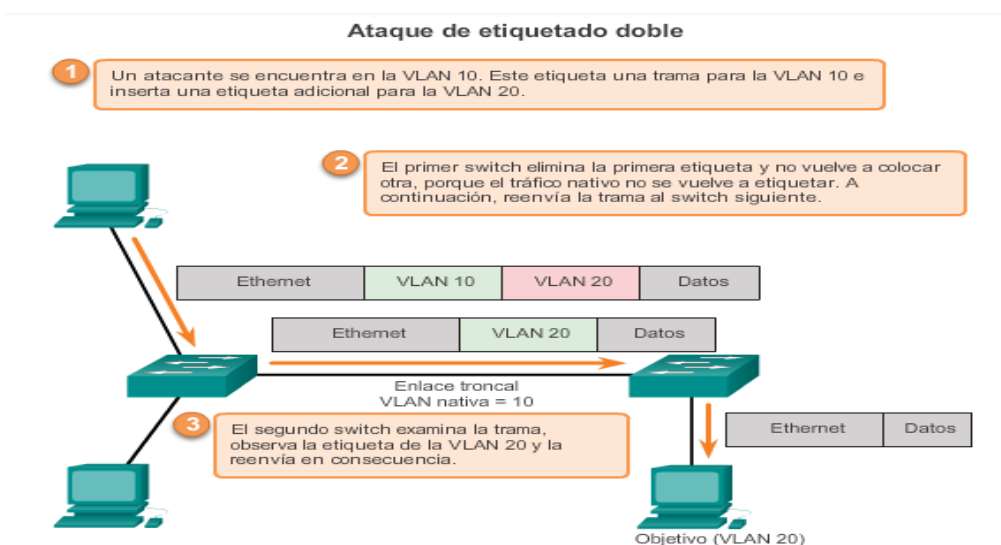 Ataque de etiquetado doble
1
Un atacante se encuentra en la VLAN 10. Este etiqueta una trama para la VLAN 10 e
inserta una etiqueta adicional para la VLAN 20.
2
El primer switch elimina la primera etiqueta y no vuelve a colocar
otra, porque el tráfico nativo no se vuelve a etiquetar. A
continuación, reenvía la trama al switch siguiente.
Ethernet VLAN 10 VLAN 20 Datos
Ethernet VLAN 20 Datos
Enlace troncal
VLAN nativa = 10
3
El segundo switch examina la trama,
observa la etiqueta de la VLAN 20 y la
reenvía en consecuencia.
Ethernet Datos
Objetivo (VLAN 20)